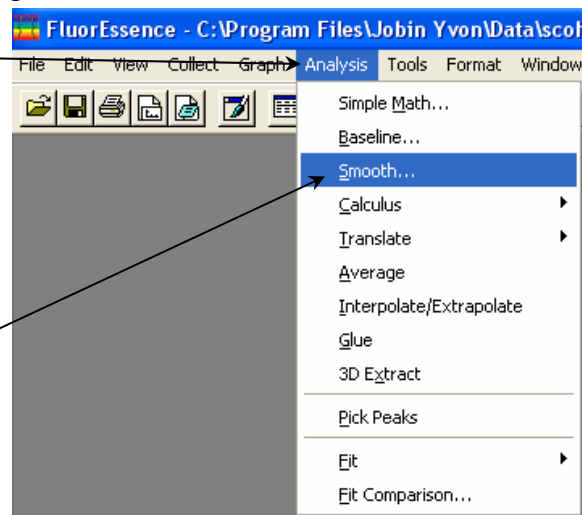 FluorEssence - C:\Program Files\Jobin Yvon\Data\scoh
File Edit View Collect Graph Analysis Tools Format Window
Simple Math...
Baseline...
Smooth...
Calculus
Translate
Average
Interpolate/Extrapolate
Glue
3D Extract
Pick Peaks
Fit
Fit Comparison...